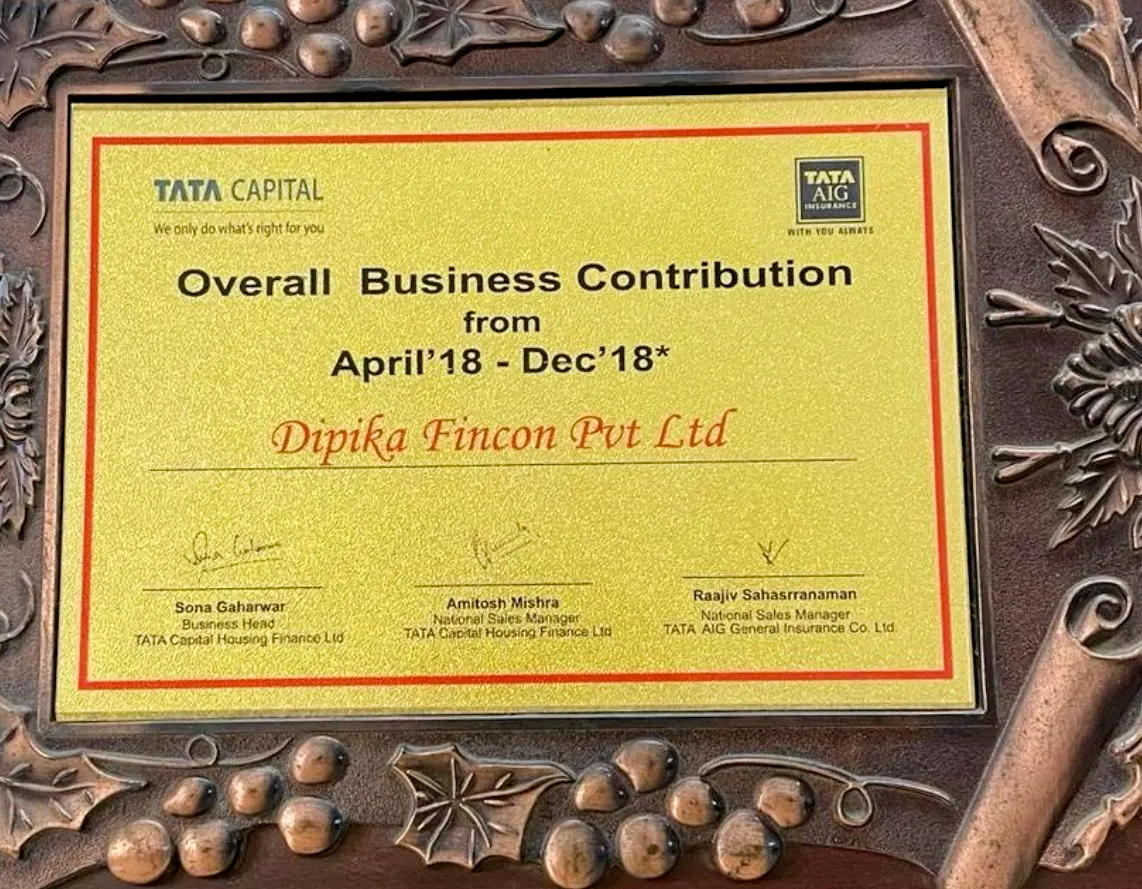 TATA CAPITAL
We only do what's right for you
TATA
AIG
INSURANCE
WITH YOU ALWAYS
Overall Business Contribution
from
April'18 - Dec'18*
Dipika Fincon Pvt Ltd
Sona Gaharwar
Business Head
TATA Capital Housing Finance Ltd
Amitosh Mishra
National Sales Manager
TATA Capital Housing Finance Ltd
Raajiv Sahasrranaman
National Sales Manager
TATA AIG General Insurance Co. Ltd.